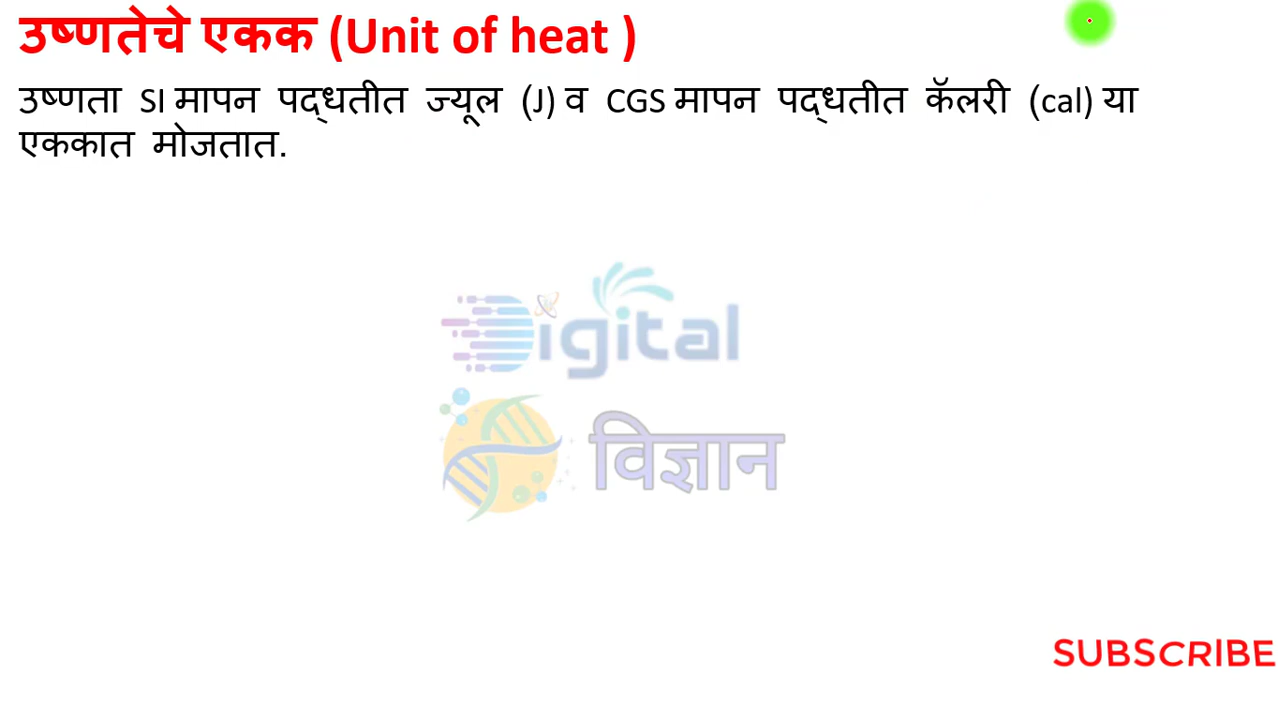 उष्णतेचे एकक (Unit of heat )
उष्णता SI मापन पद्धतीत ज्यूल (J) व CGS मापन पद्धतीत कॅलरी (cal) या
एककात मोजतात.
Digital
विज्ञान
SUBSCRIBE